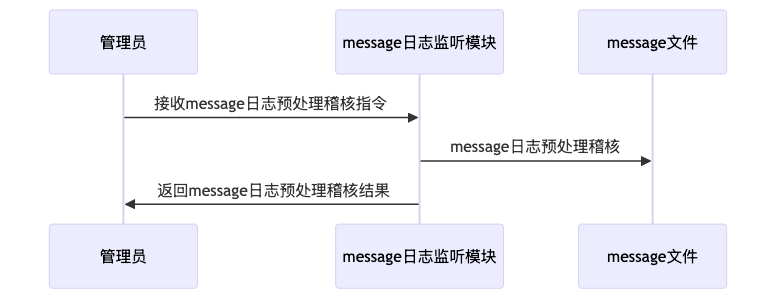 管理员
message日志监听模块
message文件
接收message日志预处理稽核指令
message日志预处理稽核
返回message日志预处理稽核结果
管理员
message日志监听模块
message文件